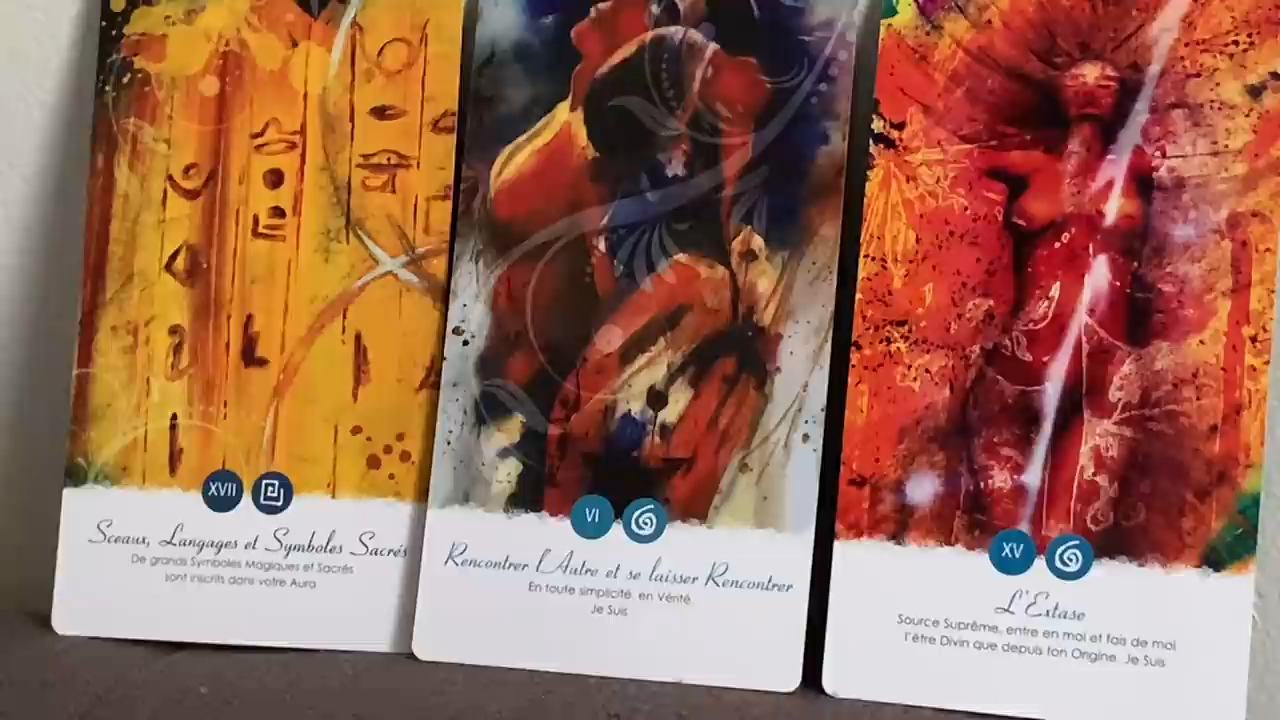 XVII
Sceaux, Langages et Symboles Sacrés
De grands Symboles Magiques et Sacrés
sont inscrits dans votre Aura
VI
Rencontrer L'Autre et se laisser Rencontrer
En toute simplicité, en Vérité.
Je Suis
XV
L'Extase
Source Suprême, entre en moi et fais de moi
l'être Divin que depuis ton Origine, Je Suis